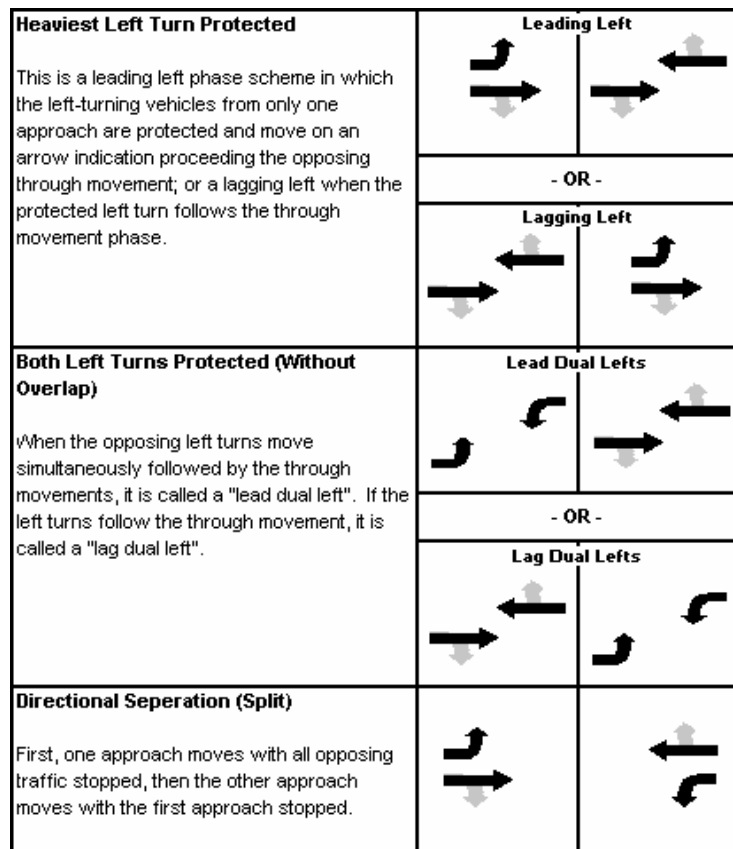 Heaviest Left Turn Protected
This is a leading left phase scheme in which
the left-turning vehicles from only one
approach are protected and move on an
arrow indication proceeding the opposing
through movement; or a lagging left when the
protected left turn follows the through
movement phase.
Leading Left
- OR -
Lagging Left
Both Left Turns Protected (Without
Overlap)
When the opposing left turns move
simultaneously followed by the through
movements, it is called a "lead dual left".  If the
left turns follow the through movement, it is
called a "lag dual left".
Lead Dual Lefts
- OR -
Lag Dual Lefts
Directional Seperation (Split)
First, one approach moves with all opposing
traffic stopped, then the other approach
moves with the first approach stopped.